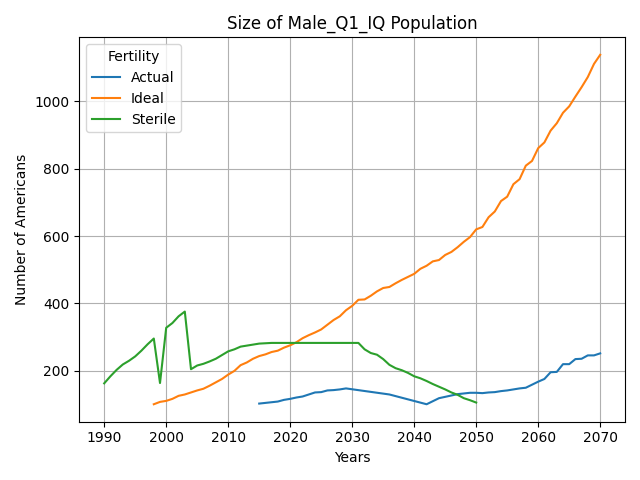 Size of Male_Q1_IQ Population
Fertility
Actual
Ideal
Sterile
1000
800
600
400
200
Number of Americans
1990 2000 2010 2020 2030 2040 2050 2060 2070
Years